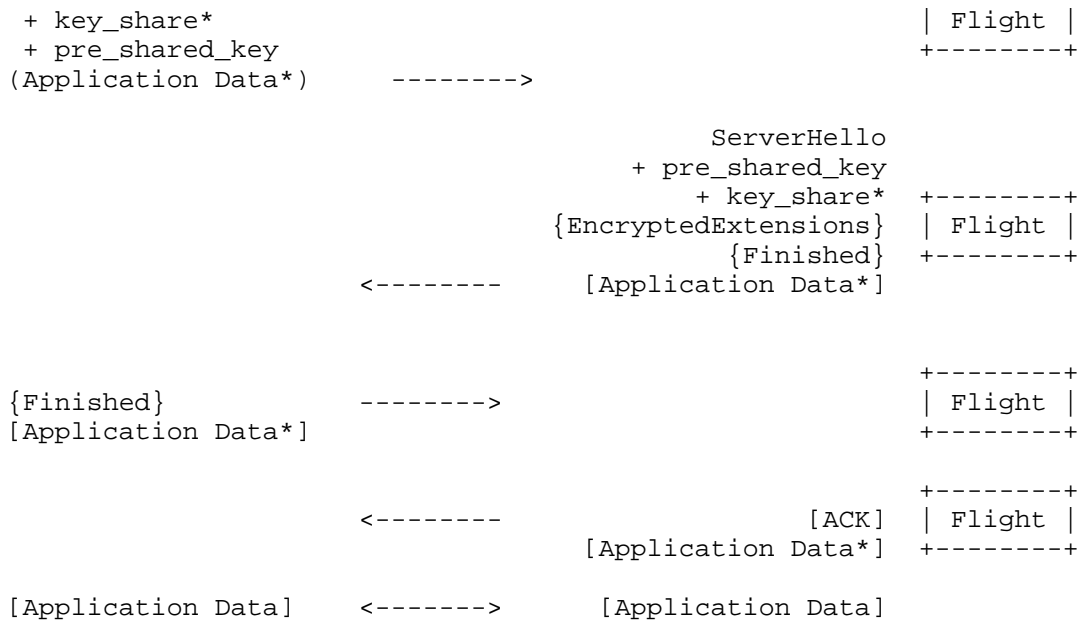 + key_share*                                         | Flight |
 + pre_shared_key                                     +--------+
(Application Data*)     -------->

                                           ServerHello
                                      + pre_shared_key
                                          + key_share*  +--------+
                                 {EncryptedExtensions}  | Flight |
                                            {Finished}  +--------+
                      <--------     [Application Data*]


                                                        +--------+
{Finished}            -------->                         | Flight |
[Application Data*]                                     +--------+

                                                        +--------+
                      <--------                  [ACK]  | Flight |
                                   [Application Data*]  +--------+

[Application Data]    <------->     [Application Data]